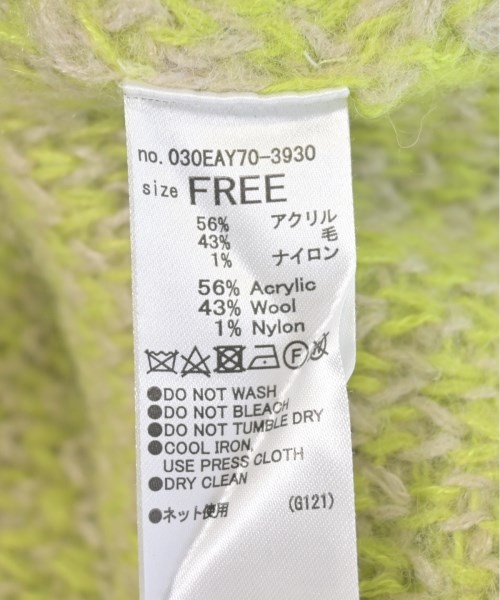 no. 030EAY70-3930
size FREE
56% アクリル
43% 毛
1% ナイロン
56% Acrylic
43% Wool
1% Nylon
Ⓕ
●DO NOT WASH
●DO NOT BLEACH
●DO NOT TUMBLE DRY
●COOL IRON,
USE PRESS CLOTH
●DRY CLEAN
●ネット使用 (G121)